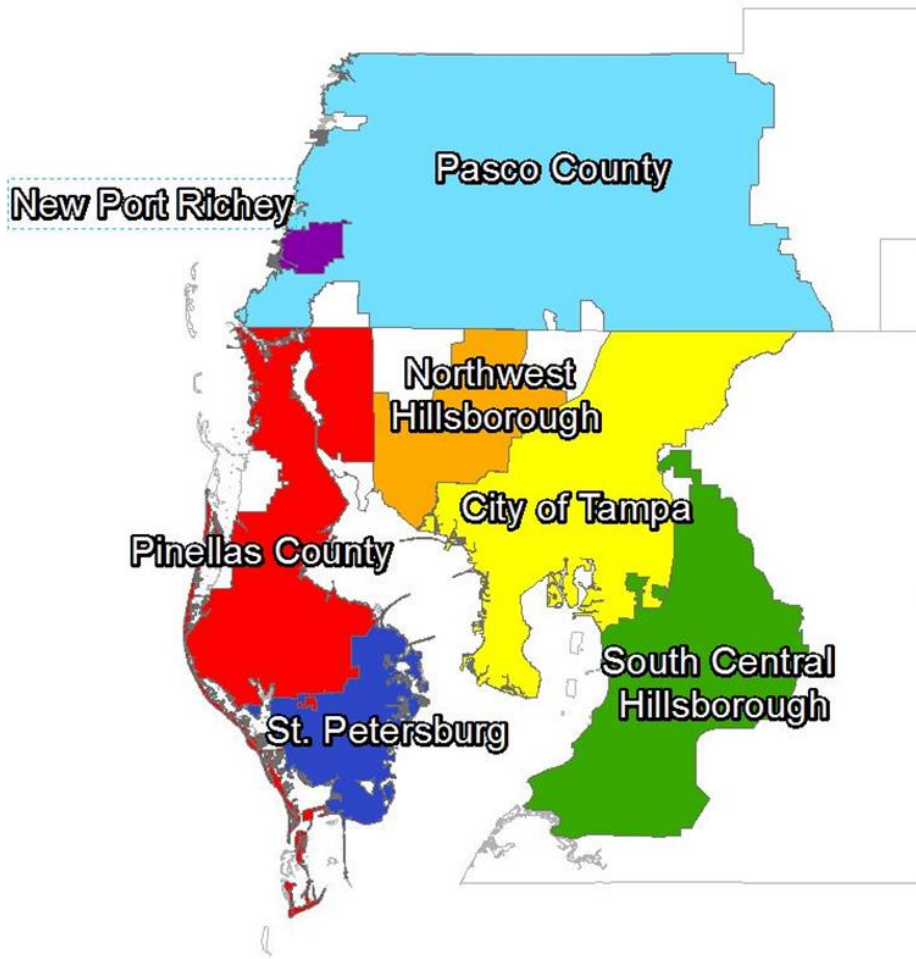 Pasco County
New Port Richey
Northwest
Hillsborough
City of Tampa
Pinellas County
South Central
Hillsborough
St. Petersburg